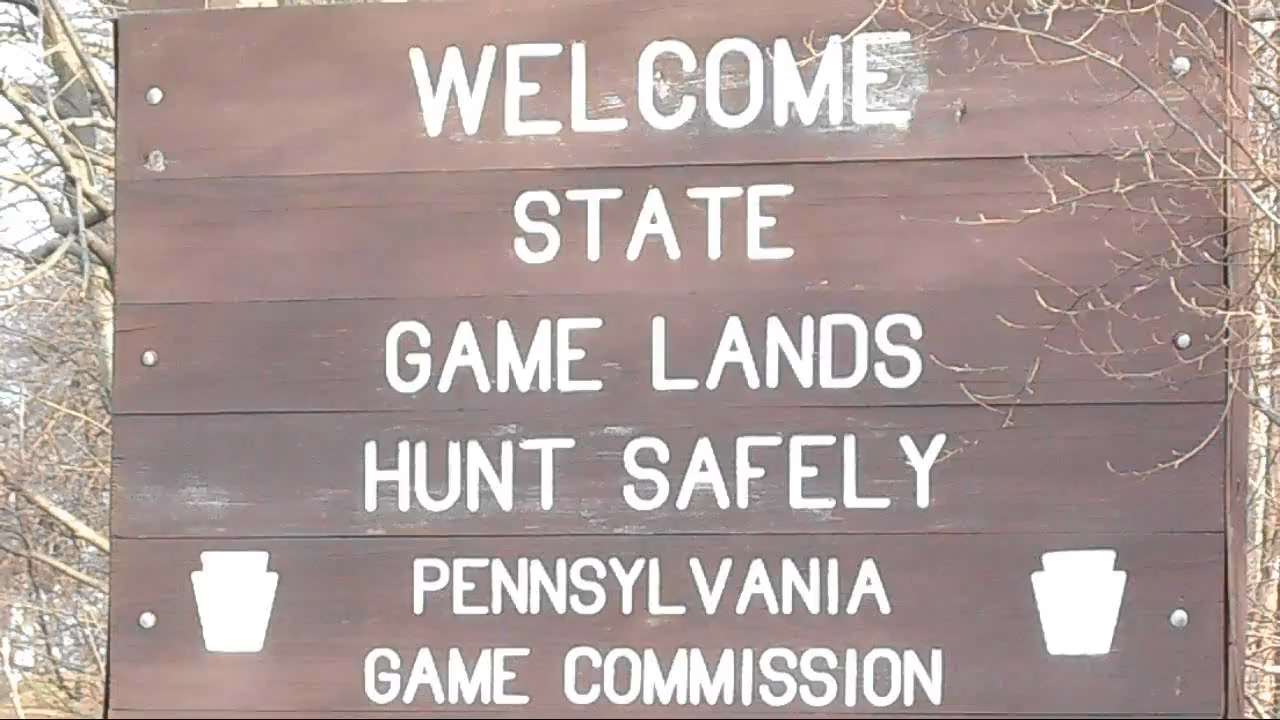 WELCOME
STATE
GAME LANDS
HUNT SAFELY
PENNSYLVANIA
GAME COMMISSION